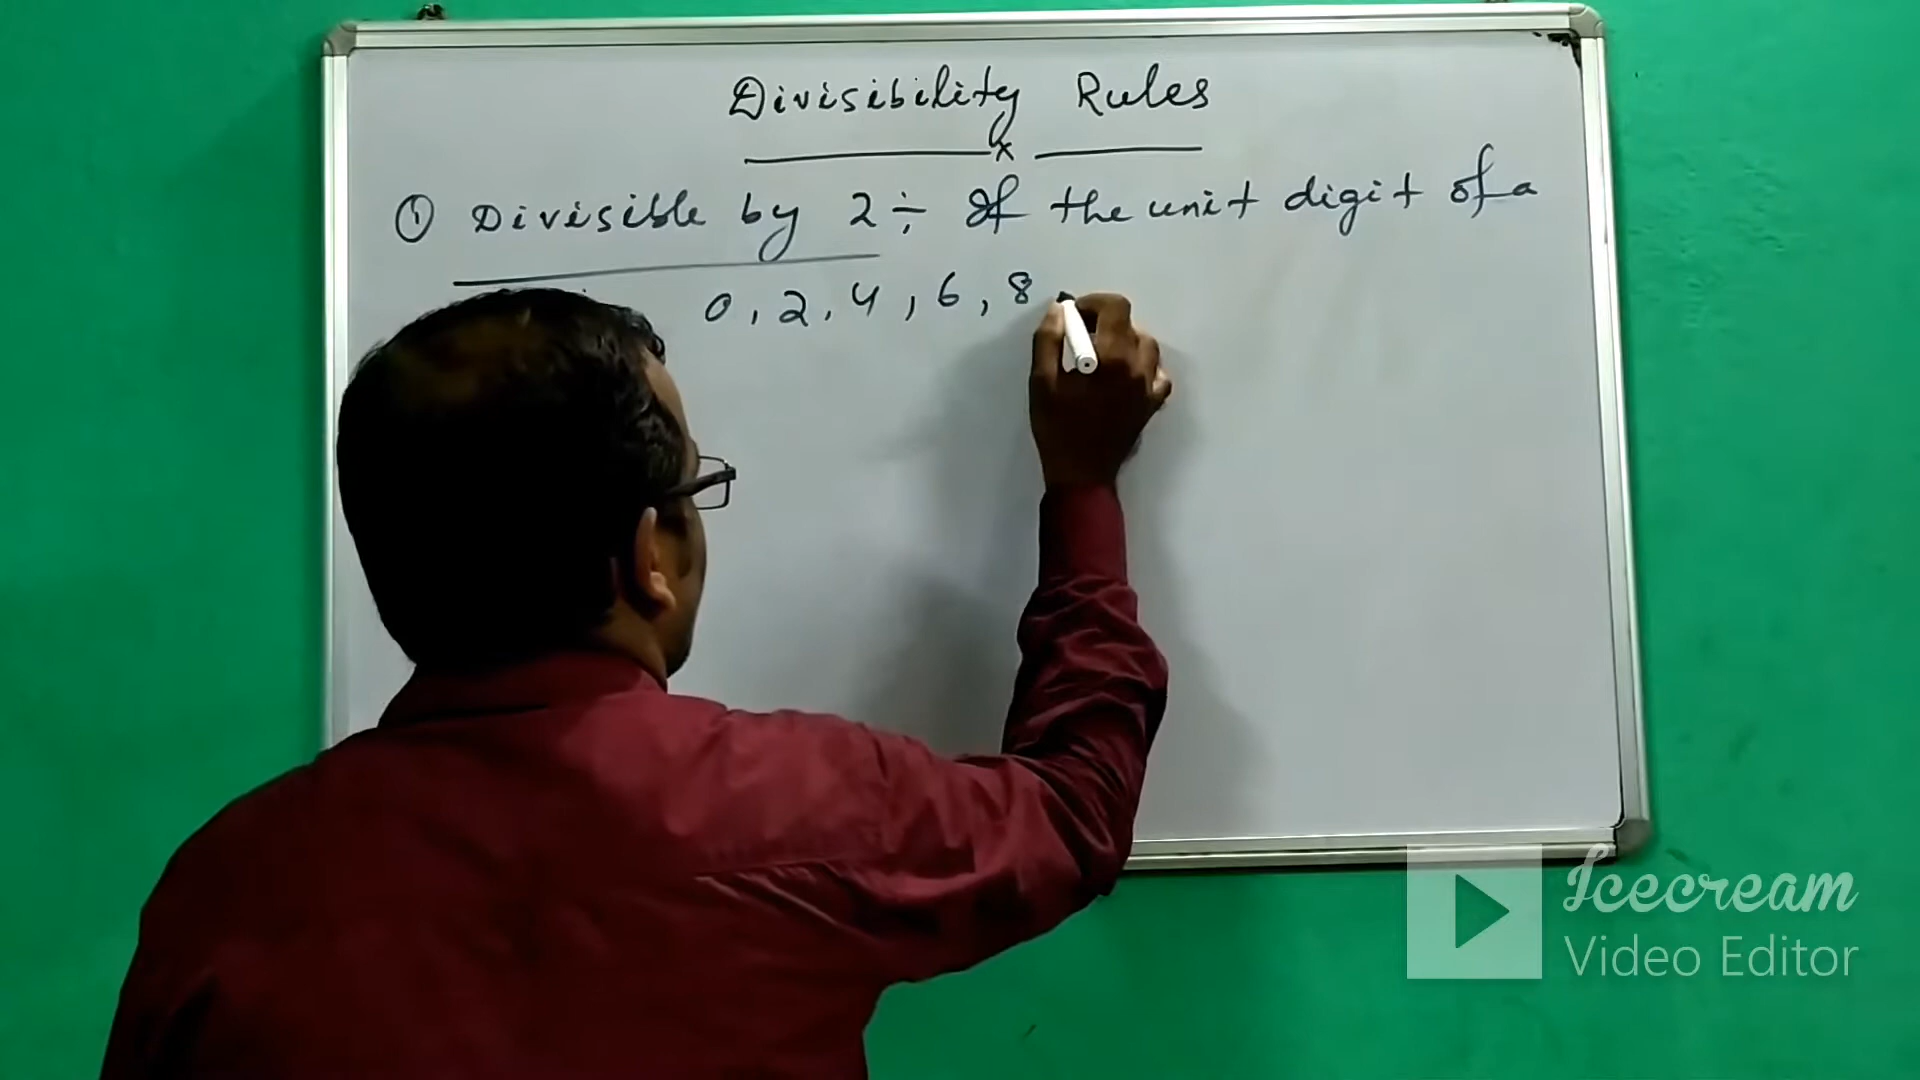 Divisibility Rules
x
① Divisible by 2 ÷ If the unit digit of a
0, 2, 4, 6, 8
Icecream
Video Editor